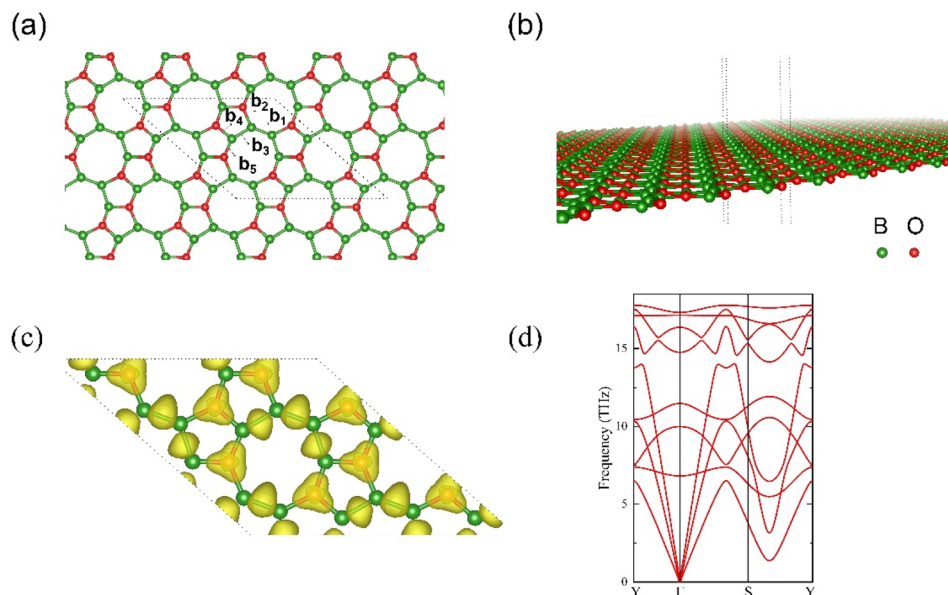 (a)
(b)
b₂
b₄
b₁
b₃
b₅
B O
(c)
(d)
Frequency (THz)
15
10
5
0
Y Γ S Y